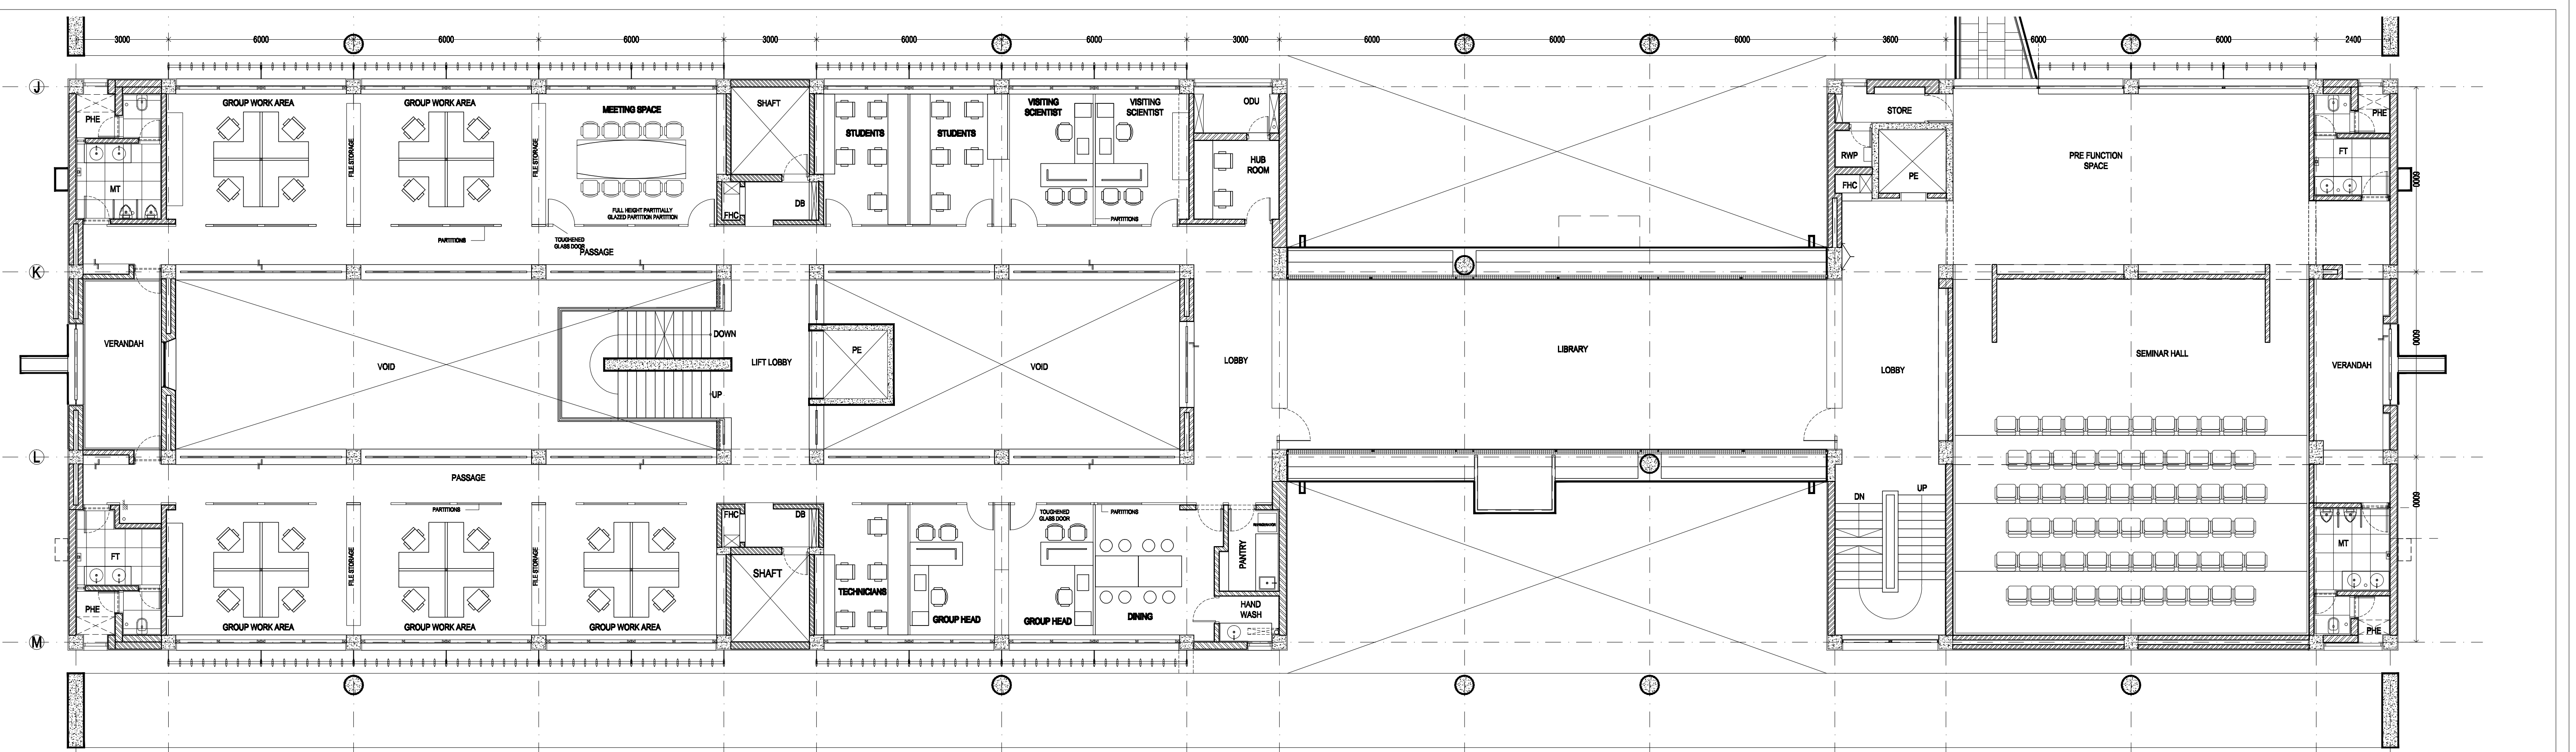 3000
6000
6000
6000
3000
6000
6000
3000
6000
6000
6000
3600
6000
6000
2400
J
GROUP WORK AREA
GROUP WORK AREA
MEETING SPACE
SHAFT
STUDENTS
STUDENTS
VISITING
SCIENTIST
VISITING
SCIENTIST
ODU
HUB
ROOM
STORE
RWP
FHC
PE
PRE FUNCTION
SPACE
PHE
FT
PHE
MT
FILE STORAGE
FILE STORAGE
FULL HEIGHT PARTITIALLY
GLAZED PARTITION PARTITION
FHC
DB
PARTITIONS
PARTITIONS
TOUGHENED
GLASS DOOR
PASSAGE
6000
K
VERANDAH
VOID
DOWN
UP
LIFT LOBBY
PE
VOID
LOBBY
LIBRARY
LOBBY
SEMINAR HALL
VERANDAH
6000
L
PASSAGE
PARTITIONS
FHC
DB
TOUGHENED
GLASS DOOR
PARTITIONS
REFRIGERATOR
DN
UP
6000
FT
PHE
FILE STORAGE
FILE STORAGE
SHAFT
TECHNICIANS
GROUP HEAD
GROUP HEAD
DINING
PANTRY
HAND
WASH
MT
PHE
GROUP WORK AREA
GROUP WORK AREA
GROUP WORK AREA
M